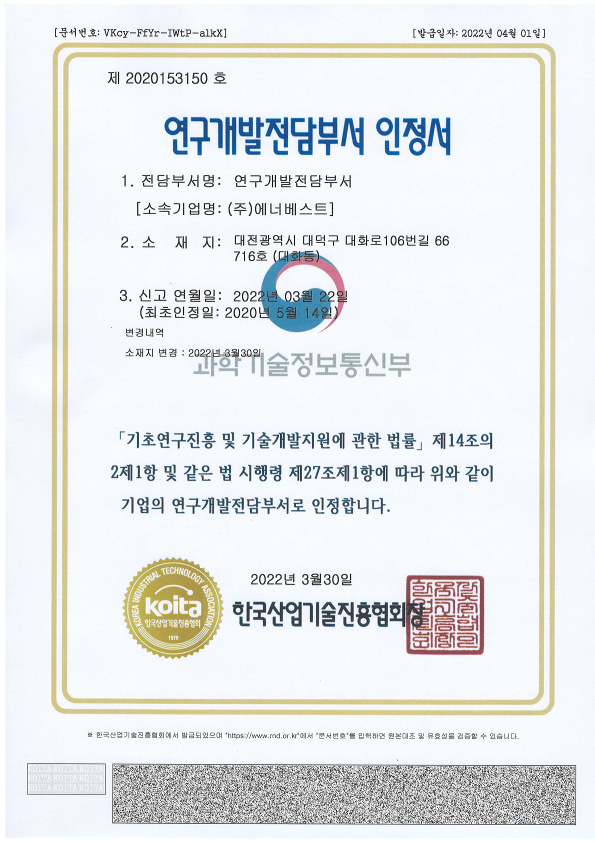 [문서번호: VKcy-FfYr-IWtP-alkX] [발급일자: 2022년 04월 01일]
제 2020153150 호
연구개발전담부서 인정서
1. 전담부서명: 연구개발전담부서
[소속기업명: (주)에너베스트]
2. 소 재 지: 대전광역시 대덕구 대화로106번길 66
716호 (대화동)
3. 신고 연월일: 2022년 03월 22일
(최초인정일: 2020년 5월 14일)
변경내역
소재지 변경 : 2022년 3월30일
과학기술정보통신부
「기초연구진흥 및 기술개발지원에 관한 법률」 제14조의
2제1항 및 같은 법 시행령 제27조제1항에 따라 위와 같이
기업의 연구개발전담부서로 인정합니다.
2022년 3월30일
KOREA INDUSTRIAL TECHNOLOGY ASSOCIATION
koita
한국산업기술진흥협회
1979
한국산업기술진흥협회장
※ 한국산업기술진흥협회에서 발급되었으며 "https://www.rnd.or.kr"에서 "문서번호"를 입력하면 원본대조 및 유효성을 검증할 수 있습니다.
KOITA KOITA KOITA
KOITA KOITA KOITA
KOITA KOITA KOITA